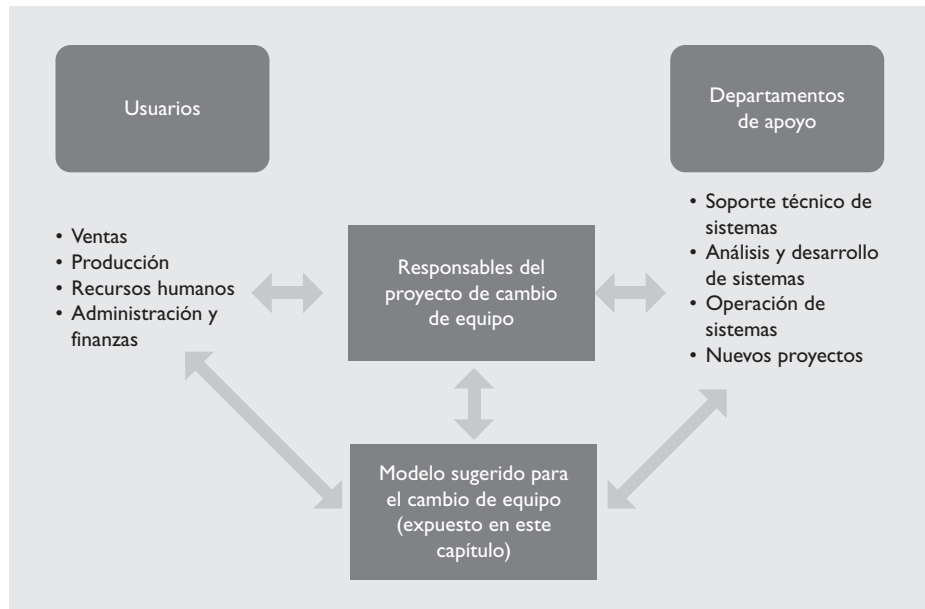 Usuarios
Departamentos
de apoyo
• Ventas
• Producción
• Recursos humanos
• Administración y
finanzas
Responsables del
proyecto de cambio
de equipo
• Soporte técnico de
sistemas
• Análisis y desarrollo
de sistemas
• Operación de
sistemas
• Nuevos proyectos
Modelo sugerido para
el cambio de equipo
(expuesto en este
capítulo)